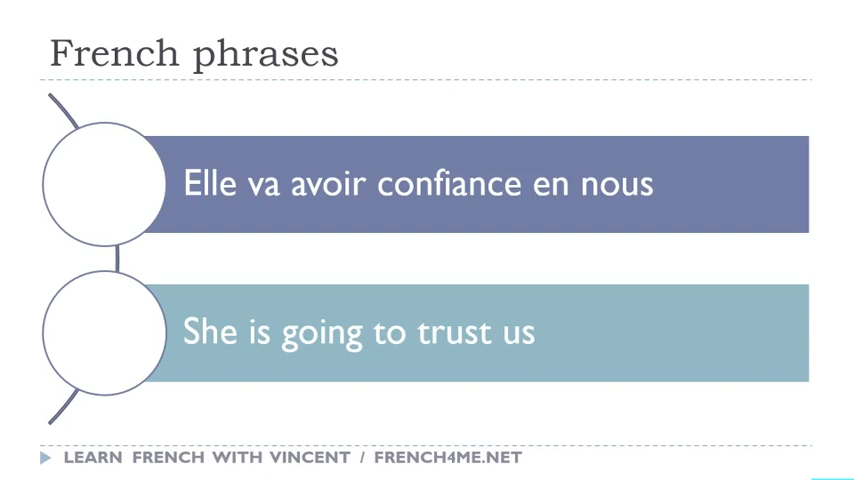 French phrases
Elle va avoir confiance en nous
She is going to trust us
LEARN FRENCH WITH VINCENT / FRENCH4ME.NET